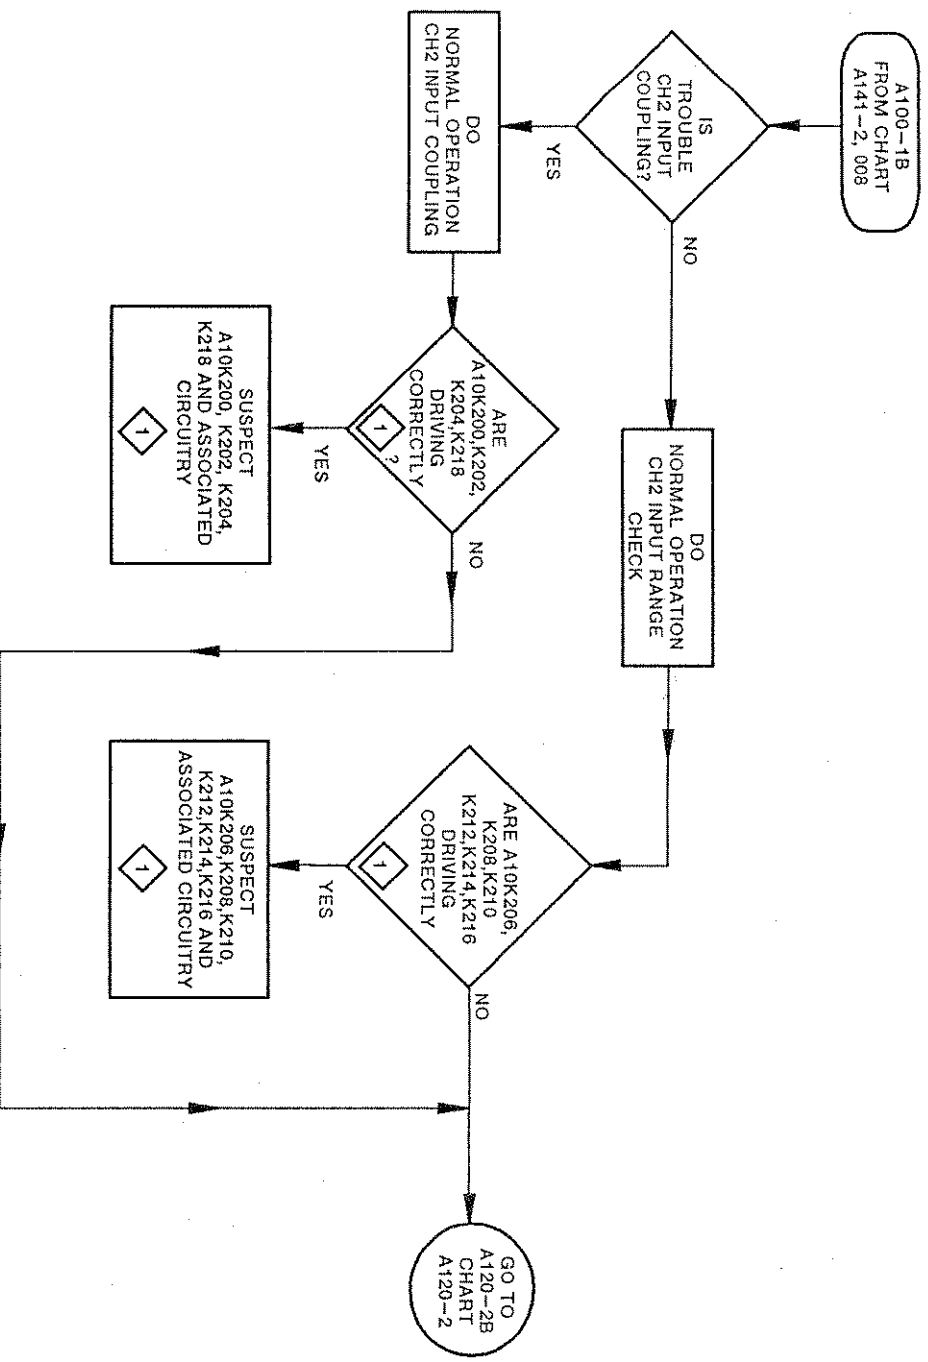 A100-1B
FROM CHART
A141-2, 008
IS
TROUBLE
CH2 INPUT
COUPLING?
NO
YES
DO
NORMAL OPERATION
CH2 INPUT RANGE
CHECK
ARE A10K206,
K208,K210
K212,K214,K216
DRIVING
CORRECTLY
1
NO
YES
SUSPECT
A10K206,K208,K210,
K212,K214,K216 AND
ASSOCIATED CIRCUITRY
1
DO
NORMAL OPERATION
CH2 INPUT COUPLING
ARE
A10K200,K202,
K204,K218
DRIVING
CORRECTLY
1 ?
NO
YES
SUSPECT
A10K200, K202, K204,
K218 AND ASSOCIATED
CIRCUITRY
1
GO TO
A120-2B
CHART
A120-2